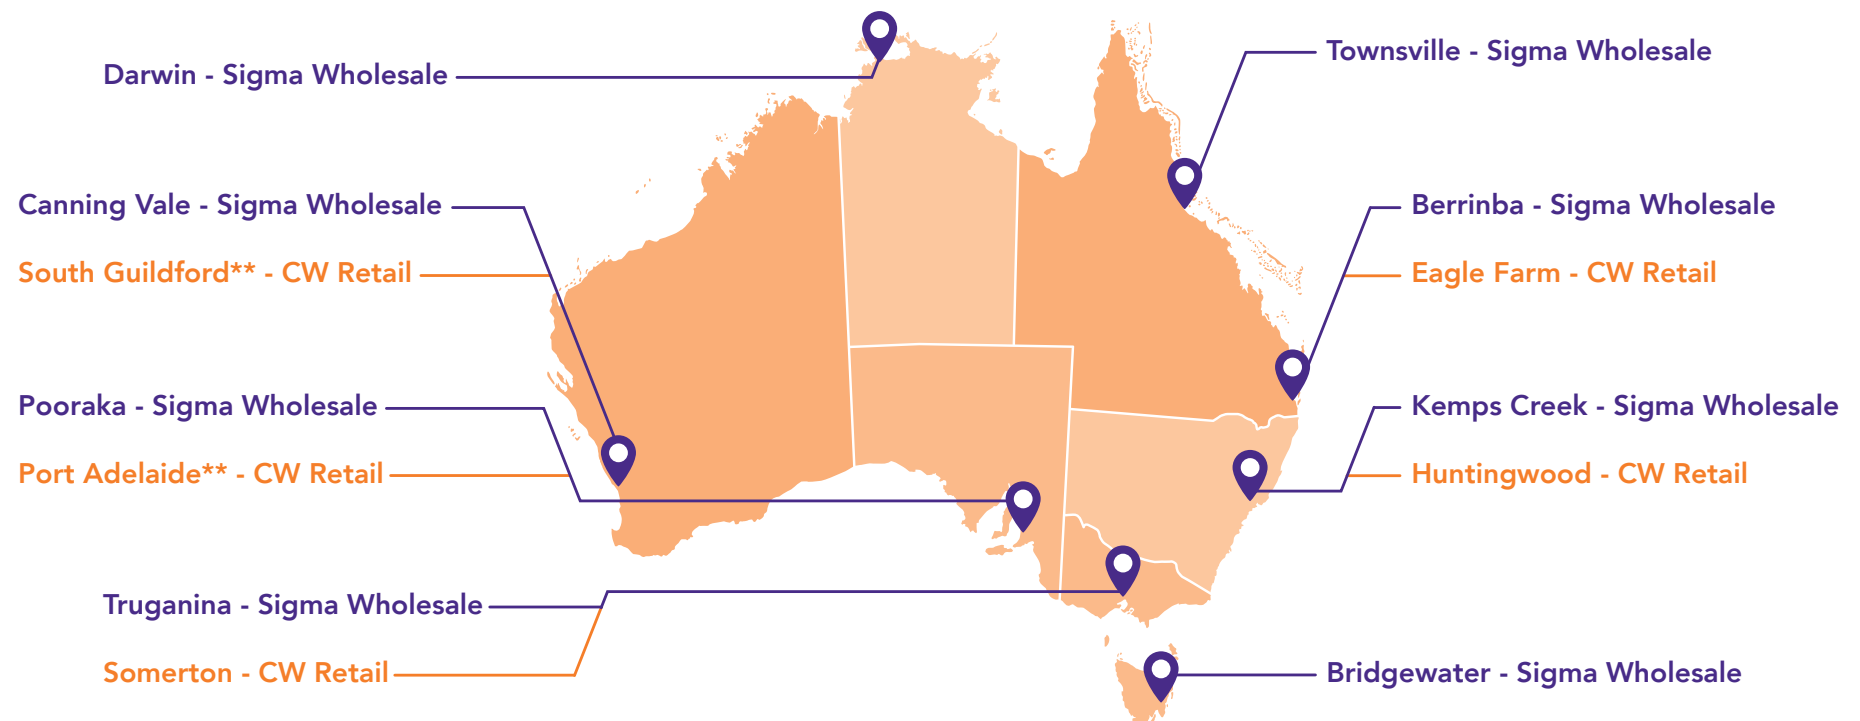 Darwin - Sigma Wholesale
Canning Vale - Sigma Wholesale
South Guildford** - CW Retail
Pooraka - Sigma Wholesale
Port Adelaide** - CW Retail
Truganina - Sigma Wholesale
Somerton - CW Retail
Townsville - Sigma Wholesale
Berrinba - Sigma Wholesale
Eagle Farm - CW Retail
Kemps Creek - Sigma Wholesale
Huntingwood - CW Retail
Bridgewater - Sigma Wholesale